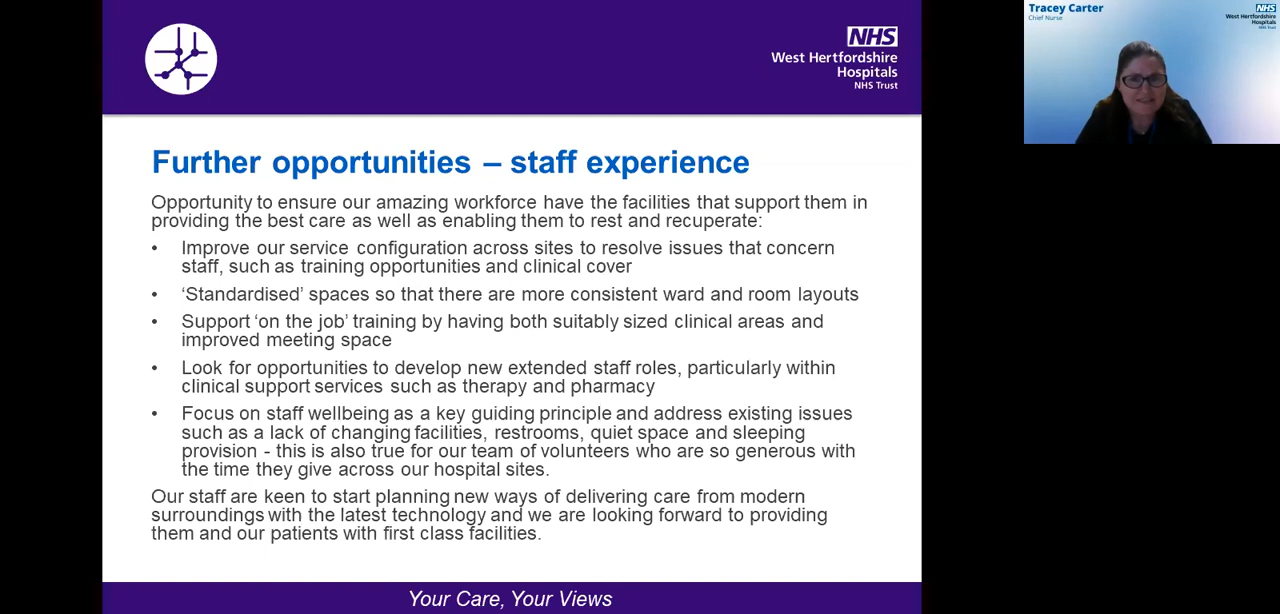 NHS
West Hertfordshire
Hospitals
NHS Trust
Further opportunities – staff experience
Opportunity to ensure our amazing workforce have the facilities that support them in
providing the best care as well as enabling them to rest and recuperate:
• Improve our service configuration across sites to resolve issues that concern
staff, such as training opportunities and clinical cover
• ‘Standardised’ spaces so that there are more consistent ward and room layouts
• Support ‘on the job’ training by having both suitably sized clinical areas and
improved meeting space
• Look for opportunities to develop new extended staff roles, particularly within
clinical support services such as therapy and pharmacy
• Focus on staff wellbeing as a key guiding principle and address existing issues
such as a lack of changing facilities, restrooms, quiet space and sleeping
provision - this is also true for our team of volunteers who are so generous with
the time they give across our hospital sites.
Our staff are keen to start planning new ways of delivering care from modern
surroundings with the latest technology and we are looking forward to providing
them and our patients with first class facilities.
Your Care, Your Views
Tracey Carter
Chief Nurse
NHS
West Hertfordshire
Hospitals
NHS Trust